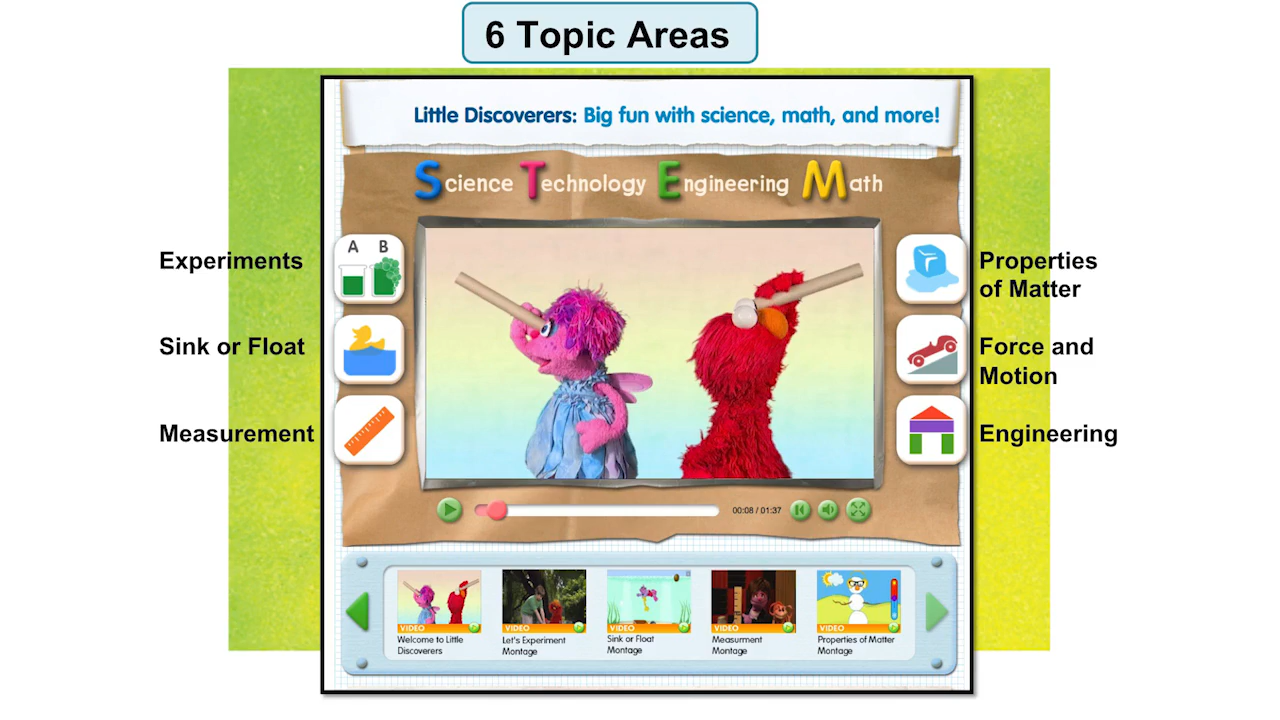 6 Topic Areas
Little Discoverers: Big fun with science, math, and more!
Science Technology Engineering Math
A B
Experiments
Sink or Float
Measurement
Properties
of Matter
Force and
Motion
Engineering
00:08 / 01:37
VIDEO
Welcome to Little
Discoverers
VIDEO
Let's Experiment
Montage
VIDEO
Sink or Float
Montage
VIDEO
Measurment
Montage
VIDEO
Properties of Matter
Montage